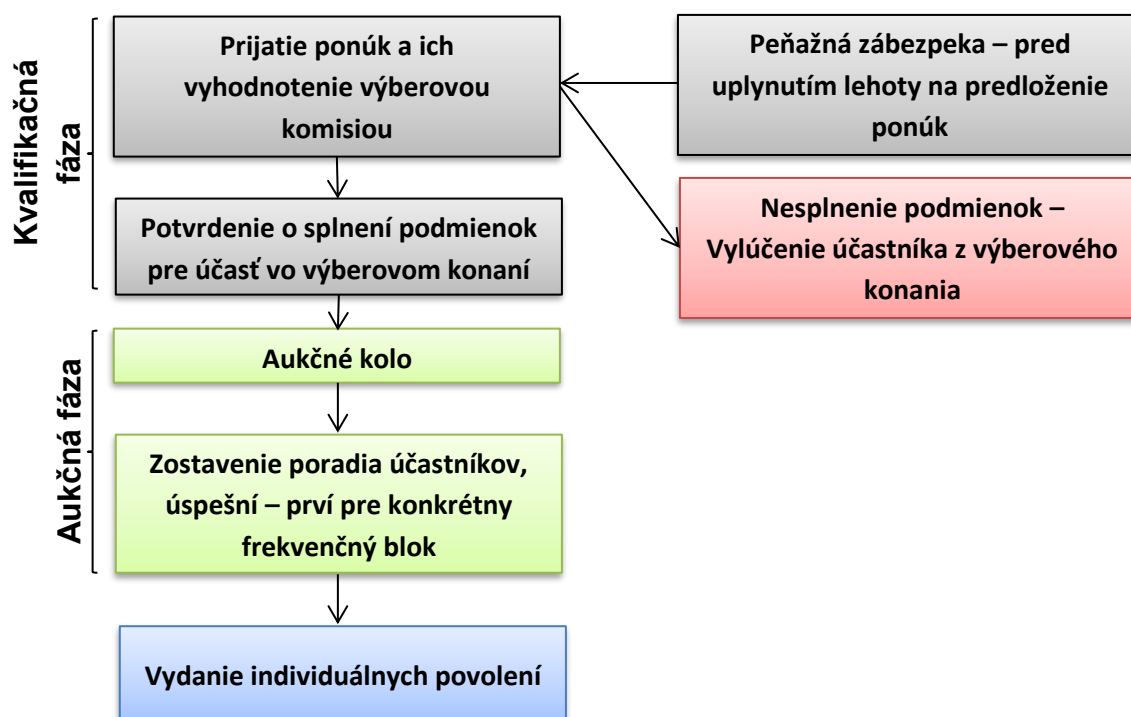 Kvalifikačná
fáza
Prijatie ponúk a ich
vyhodnotenie výberovou
komisiou
Peňažná zábezpeka – pred
uplynutím lehoty na predloženie
ponúk
Potvrdenie o splnení podmienok
pre účasť vo výberovom konaní
Nesplnenie podmienok –
Vylúčenie účastníka z výberového
konania
Aukčná fáza
Aukčné kolo
Zostavenie poradia účastníkov,
úspešní – prví pre konkrétny
frekvenčný blok
Vydanie individuálnych povolení